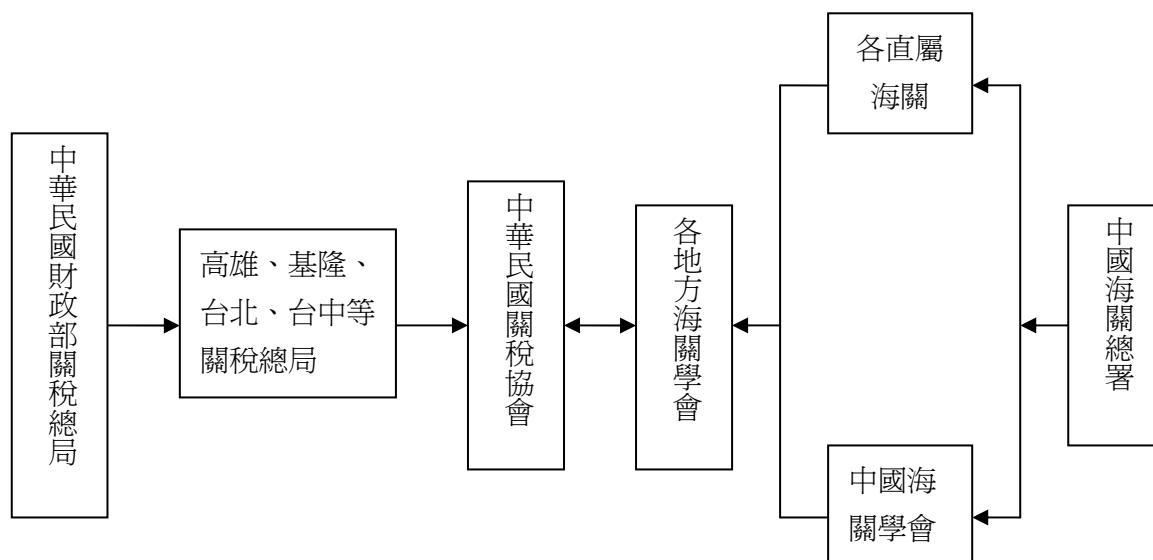 中華民國財政部關稅總局
高雄、基隆、
台北、台中等
關稅總局
中華民國關稅協會
各地方海關學會
各直屬
海關
中國海
關學會
中國海關總署